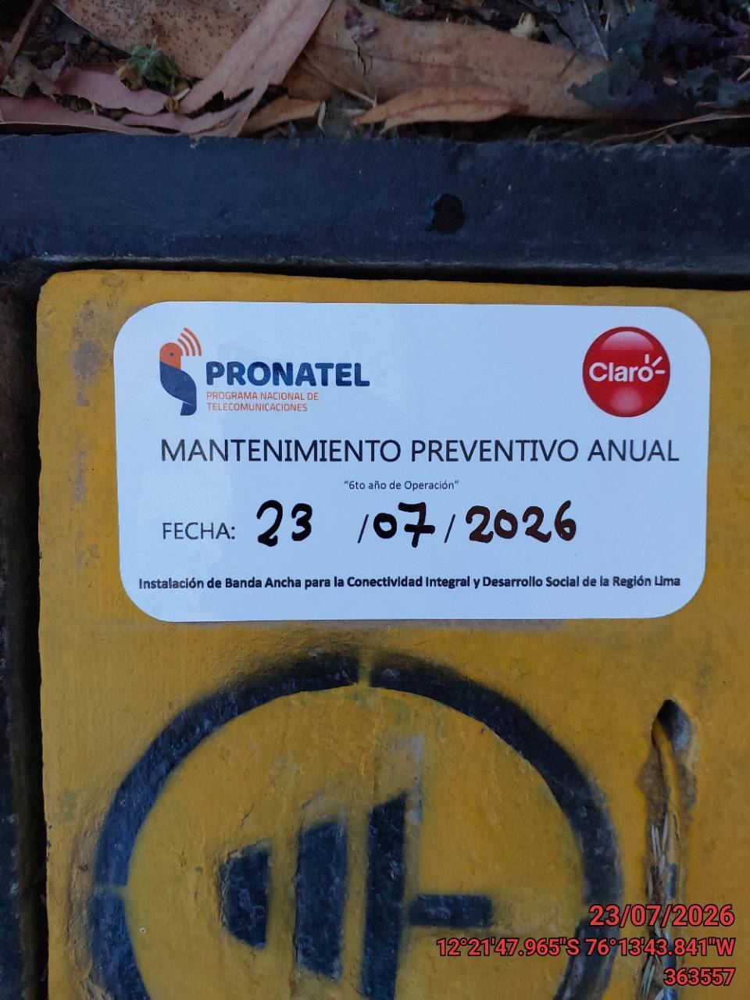 PRONATEL
PROGRAMA NACIONAL DE
TELECOMUNICACIONES
Claro
MANTENIMIENTO PREVENTIVO ANUAL
"6to año de Operación"
FECHA: 23 /07/ 2026
Instalación de Banda Ancha para la Conectividad Integral y Desarrollo Social de la Región Lima
23/07/2026
12°21'47.965"S 76°13'43.841"W
363557